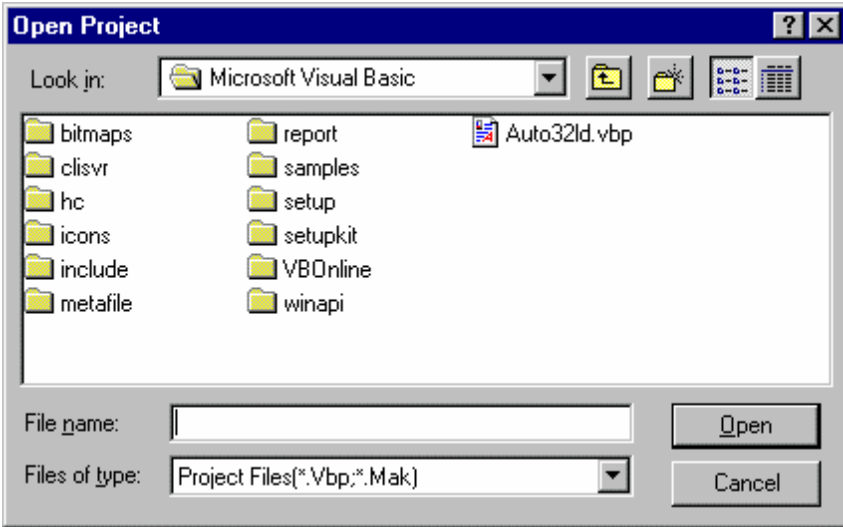 Open Project
Look in: Microsoft Visual Basic
bitmaps report Auto32ld.vbp
clisvr samples
hc setup
icons setupkit
include VBOnline
metafile winapi
File name: Open
Files of type: Project Files(*.Vbp;*.Mak) Cancel